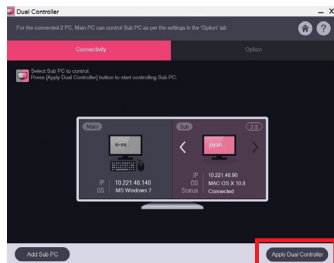 Dual Controller
For the connected 2 PC, Main PC can control Sub PC as per the settings in the 'Option' tab.
Connectivity
Option
Select Sub PC to control
Press [Apply Dual Controller] button to start controlling Sub PC.
Main
Sub
IP 10.221.48.140
OS MS Windows 7
IP 10.221.48.90
OS MAC OS X 10.8
Status Connected
Add Sub PC
Apply Dual Controller